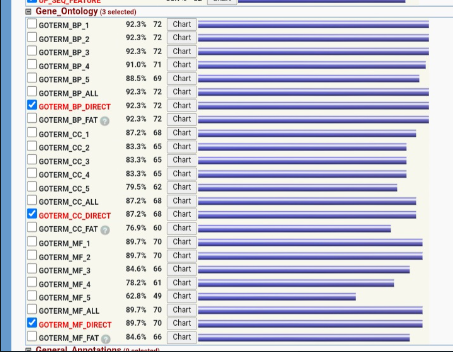 UP_SEQ_FEATURE Chart
Gene_Ontology (3 selected)
GOTERM_BP_1 92.3% 72 Chart
GOTERM_BP_2 92.3% 72 Chart
GOTERM_BP_3 92.3% 72 Chart
GOTERM_BP_4 91.0% 71 Chart
GOTERM_BP_5 88.5% 69 Chart
GOTERM_BP_ALL 92.3% 72 Chart
GOTERM_BP_DIRECT 92.3% 72 Chart
GOTERM_BP_FAT ? 92.3% 72 Chart
GOTERM_CC_1 87.2% 68 Chart
GOTERM_CC_2 83.3% 65 Chart
GOTERM_CC_3 83.3% 65 Chart
GOTERM_CC_4 83.3% 65 Chart
GOTERM_CC_5 79.5% 62 Chart
GOTERM_CC_ALL 87.2% 68 Chart
GOTERM_CC_DIRECT 87.2% 68 Chart
GOTERM_CC_FAT ? 76.9% 60 Chart
GOTERM_MF_1 89.7% 70 Chart
GOTERM_MF_2 89.7% 70 Chart
GOTERM_MF_3 84.6% 66 Chart
GOTERM_MF_4 78.2% 61 Chart
GOTERM_MF_5 62.8% 49 Chart
GOTERM_MF_ALL 89.7% 70 Chart
GOTERM_MF_DIRECT 89.7% 70 Chart
GOTERM_MF_FAT ? 84.6% 66 Chart
General_Annotations (0 selected)